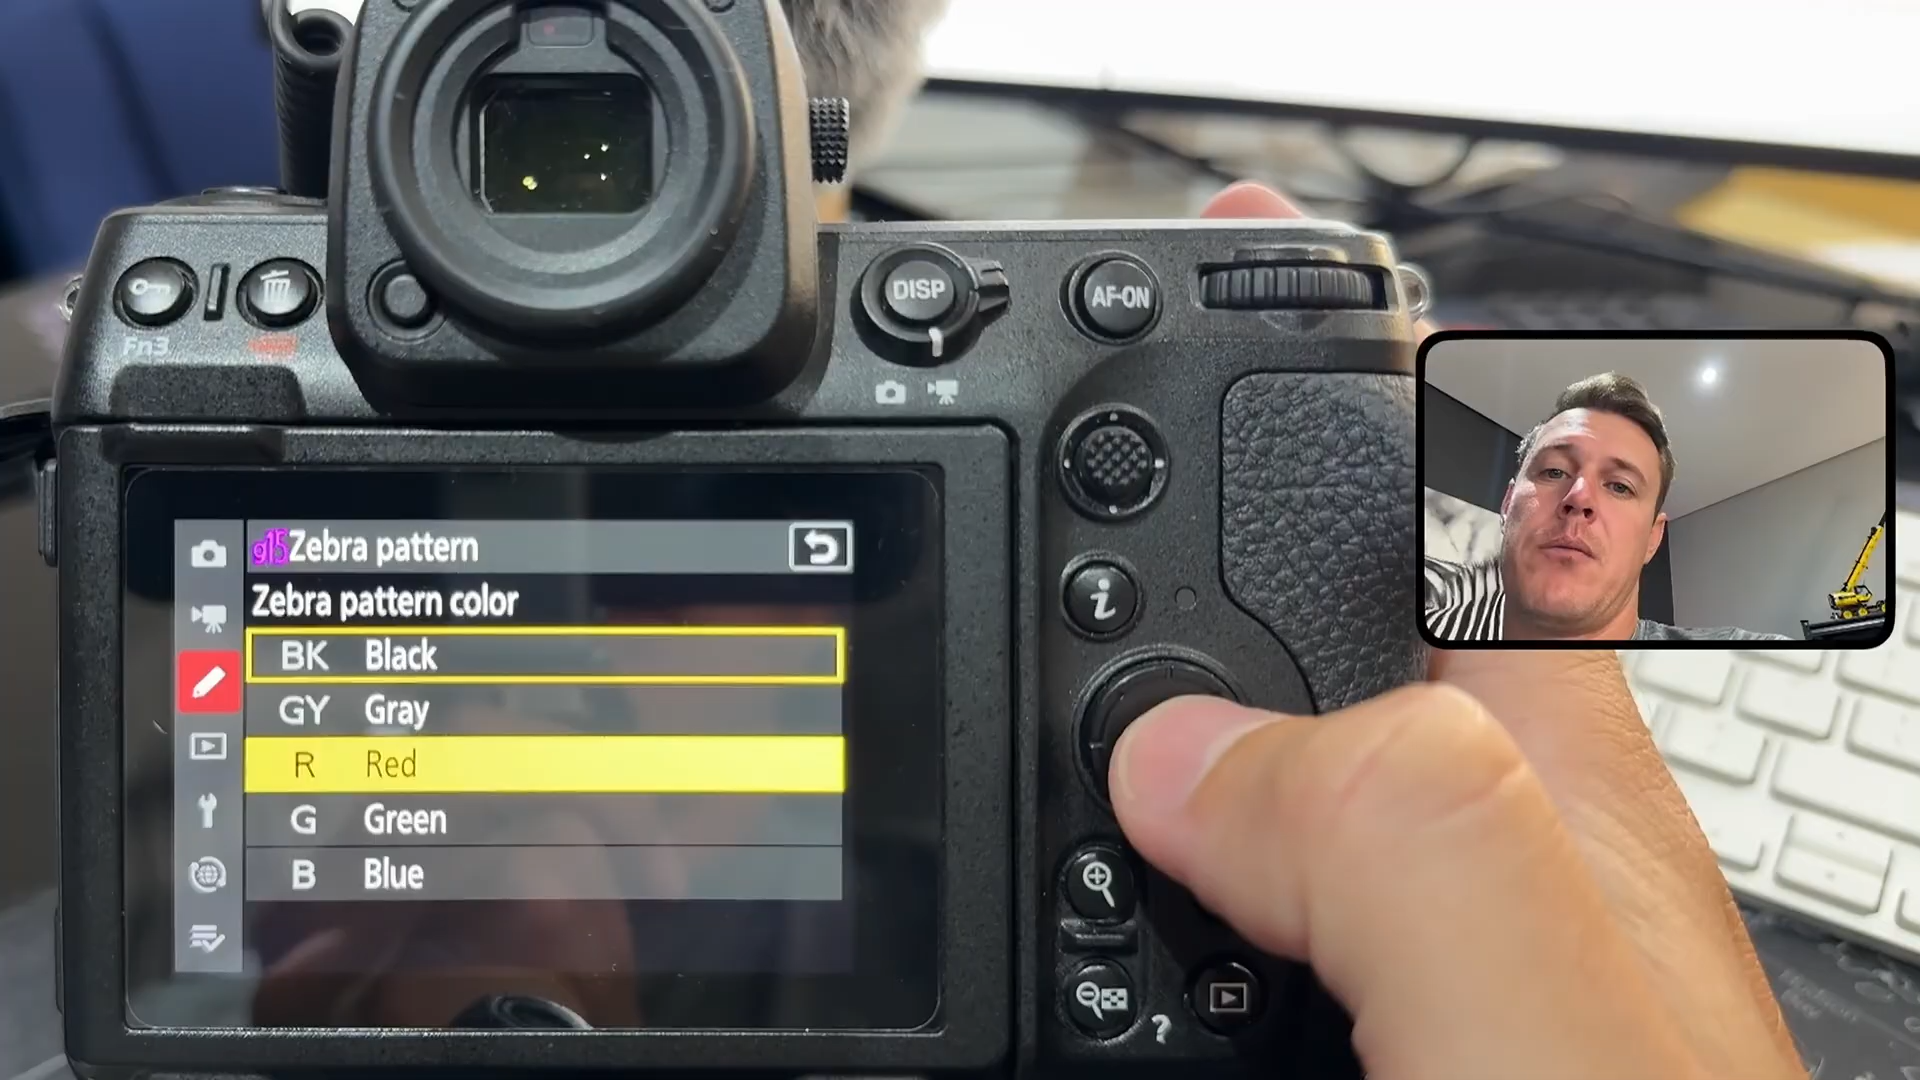 DISP
AF-ON
Fn3
g15 Zebra pattern
Zebra pattern color
BK Black
GY Gray
R Red
G Green
B Blue
i
?